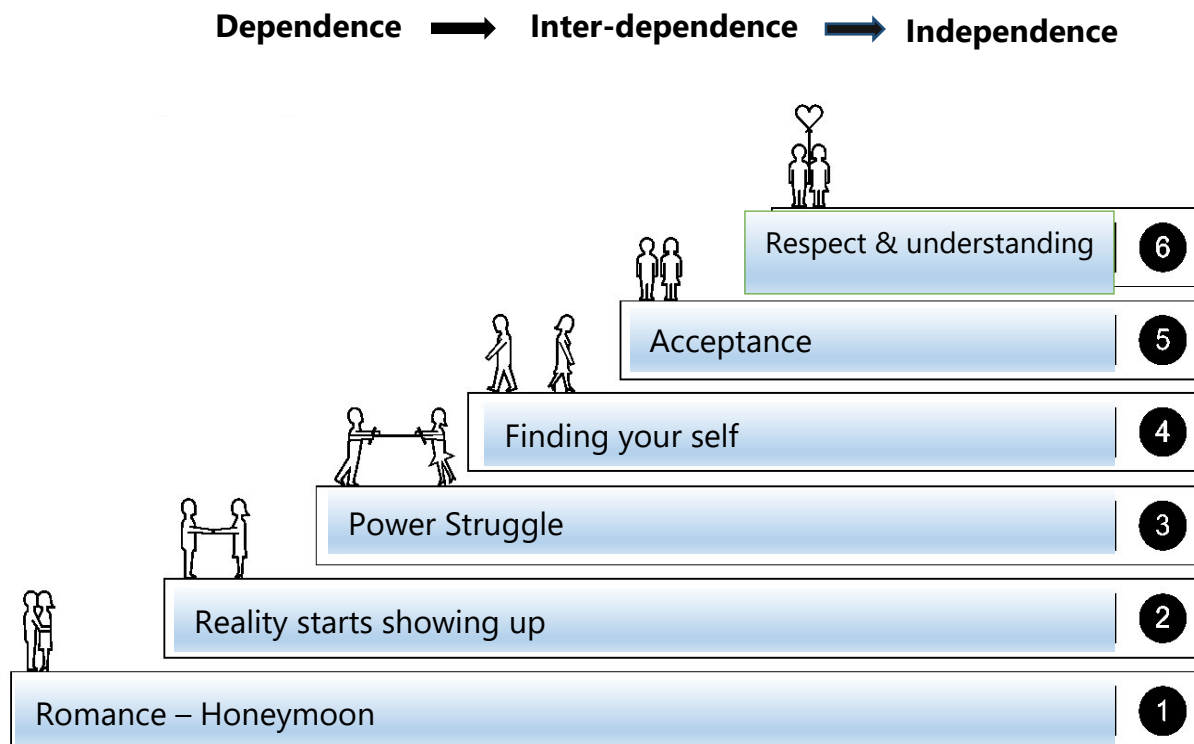 Dependence Inter-dependence Independence
Respect & understanding 6
Acceptance 5
Finding your self 4
Power Struggle 3
Reality starts showing up 2
Romance – Honeymoon 1